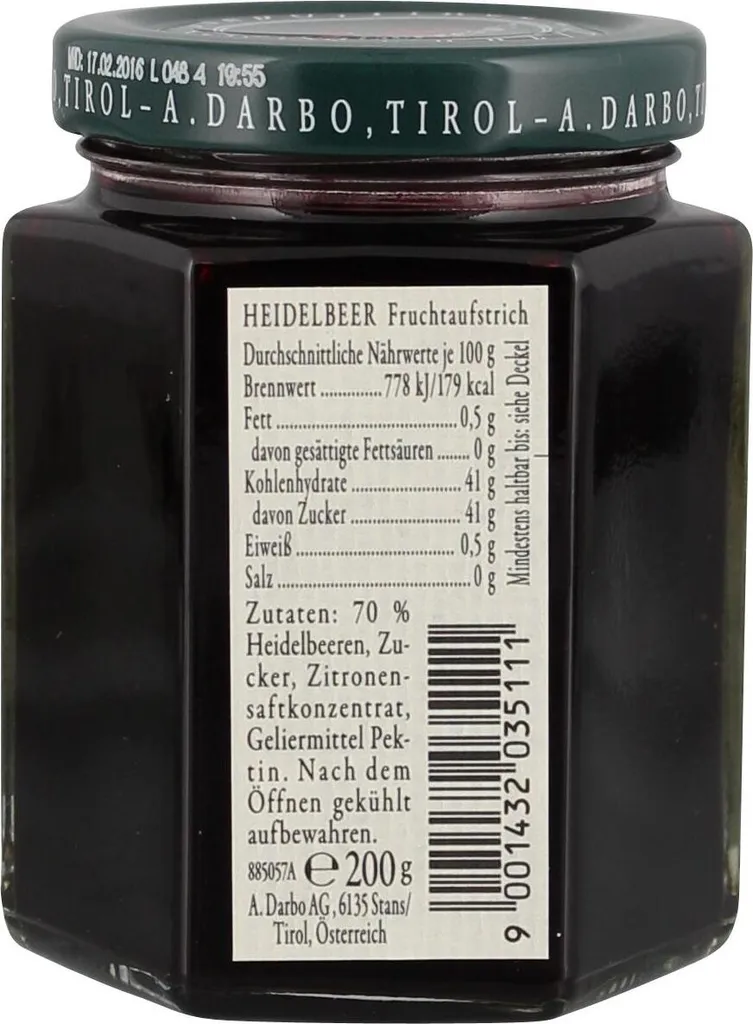 MD: 17.02.2016 L 04B 4 19:55
TIROL – A. DARBO, TIROL – A. DARBO,
HEIDELBEER Fruchtaufstrich
Durchschnittliche Nährwerte je 100 g
Brennwert ............. 778 kJ/179 kcal
Fett ............. 0,5 g
davon gesättigte Fettsäuren ....... 0 g
Kohlenhydrate ............. 41 g
davon Zucker ............. 41 g
Eiweiß ............. 0,5 g
Salz ............. 0 g
Mindestens haltbar bis: siehe Deckel
Zutaten: 70 %
Heidelbeeren, Zu-
cker, Zitronen-
saftkonzentrat,
Geliermittel Pek-
tin. Nach dem
Öffnen gekühlt
aufbewahren.
885057A e 200 g
A. Darbo AG, 6135 Stans/
Tirol, Österreich
9 001432 035111